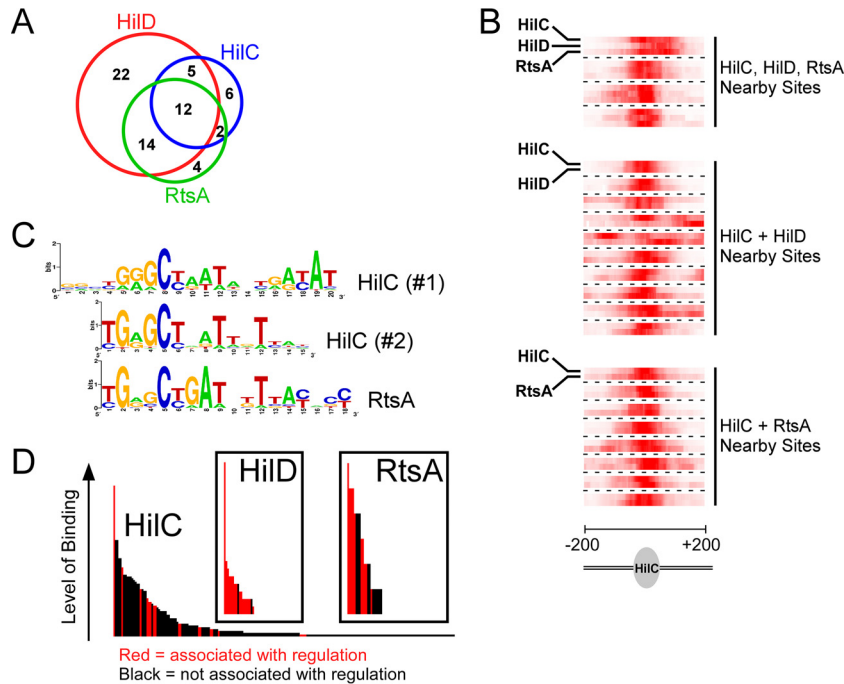 A
HilD
HilC
22
5
6
12
14
2
4
RtsA
B
HilC
HilD
RtsA
HilC, HilD, RtsA
Nearby Sites
HilC
HilD
HilC + HilD
Nearby Sites
HilC
RtsA
HilC + RtsA
Nearby Sites
-200
+200
HilC
C
HilC (#1)
HilC (#2)
RtsA
D
Level of Binding
HilC
HilD
RtsA
Red = associated with regulation
Black = not associated with regulation